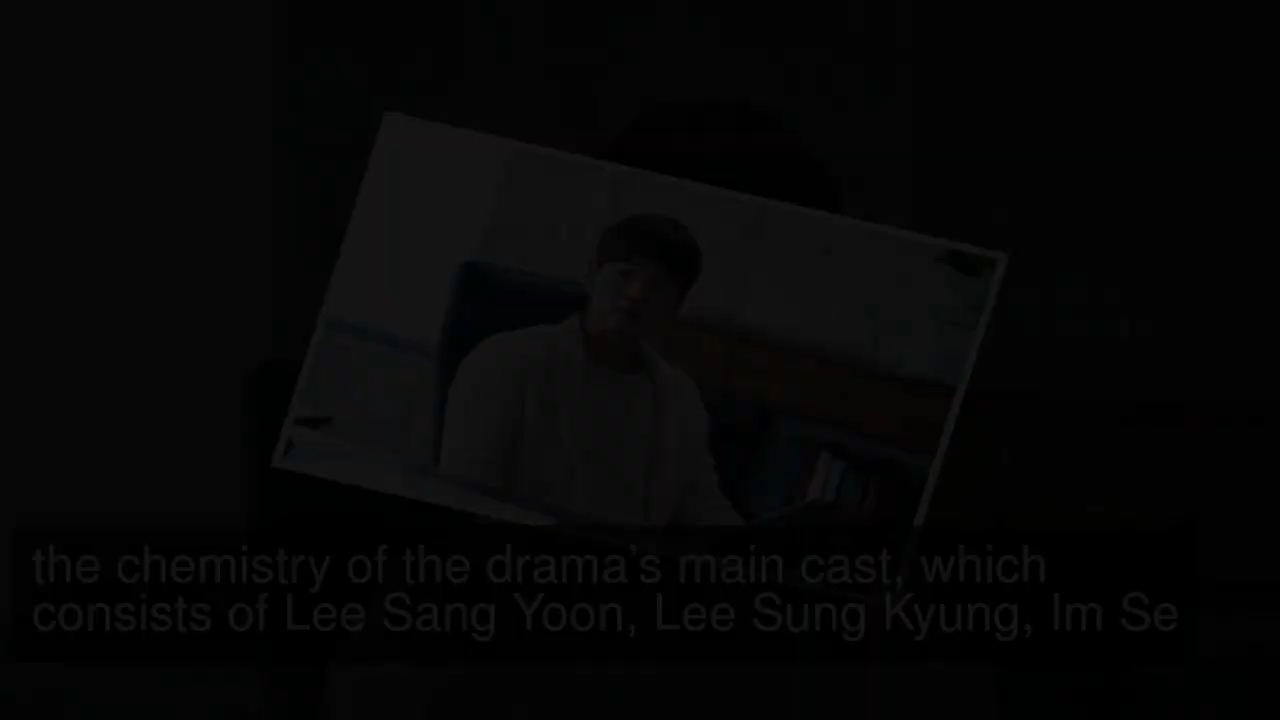 the chemistry of the drama's main cast, which
consists of Lee Sang Yoon, Lee Sung Kyung, Im Se